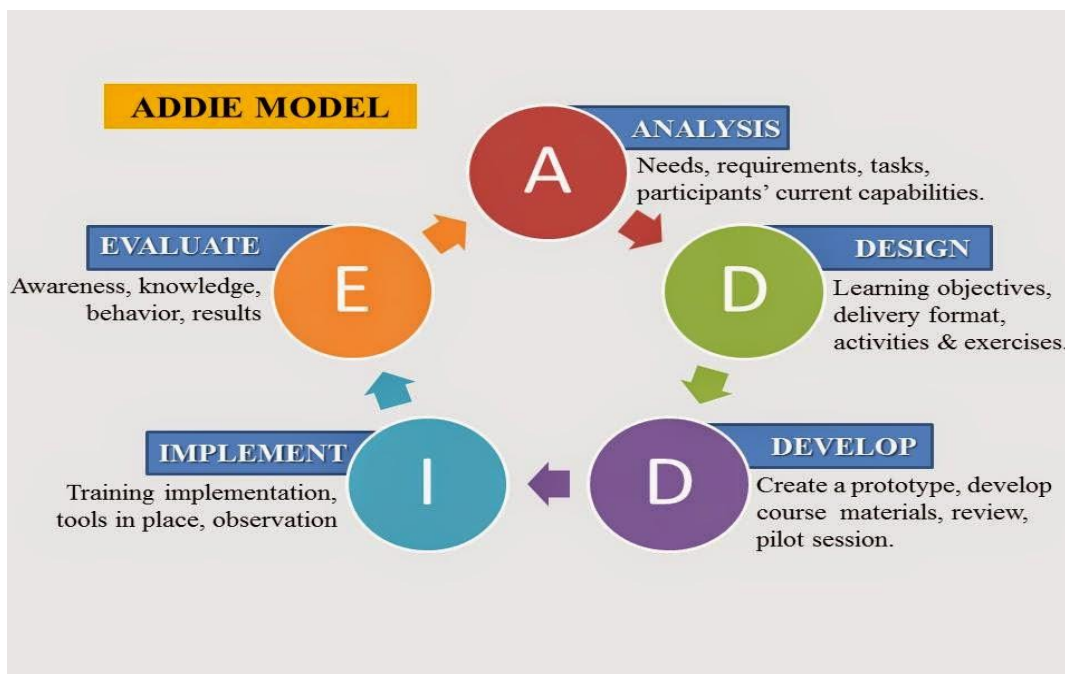 ADDIE MODEL
A
ANALYSIS
Needs, requirements, tasks,
participants’ current capabilities.
D
DESIGN
Learning objectives,
delivery format,
activities & exercises.
D
DEVELOP
Create a prototype, develop
course materials, review,
pilot session.
I
IMPLEMENT
Training implementation,
tools in place, observation
E
EVALUATE
Awareness, knowledge,
behavior, results